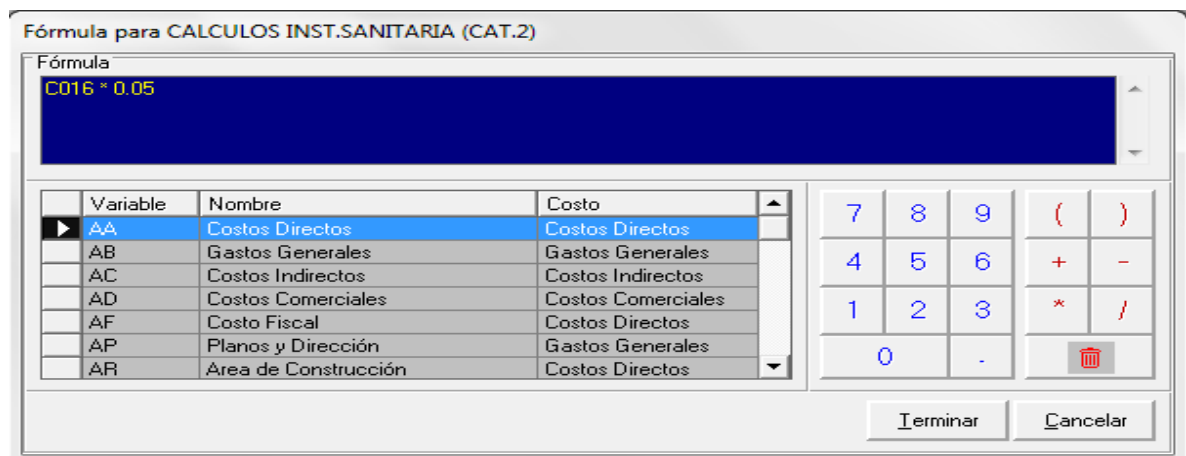 Fórmula para CALCULOS INST.SANITARIA (CAT.2)
Fórmula
C016 * 0.05
Variable Nombre Costo
AA Costos Directos Costos Directos
AB Gastos Generales Gastos Generales
AC Costos Indirectos Costos Indirectos
AD Costos Comerciales Costos Comerciales
AF Costo Fiscal Costos Directos
AP Planos y Dirección Gastos Generales
AR Area de Construcción Costos Directos
7 8 9 ( )
4 5 6 + -
1 2 3 * /
0 .
Terminar Cancelar